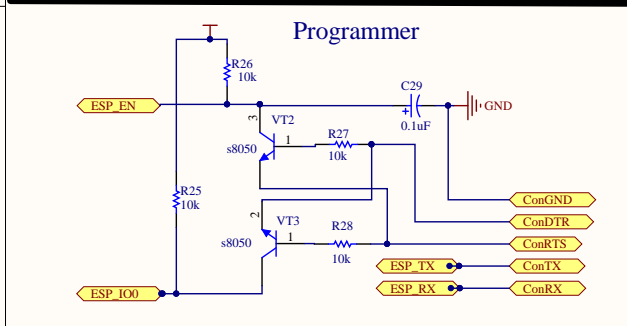 Programmer
R26
10k
C29
ESP_EN
GND
3
0.1uF
VT2
1
R27
s8050
10k
R25
10k
ConGND
2
VT3
ConDTR
R28
s8050
1
ConRTS
10k
ESP_TX
ConTX
ESP_IO0
ESP_RX
ConRX